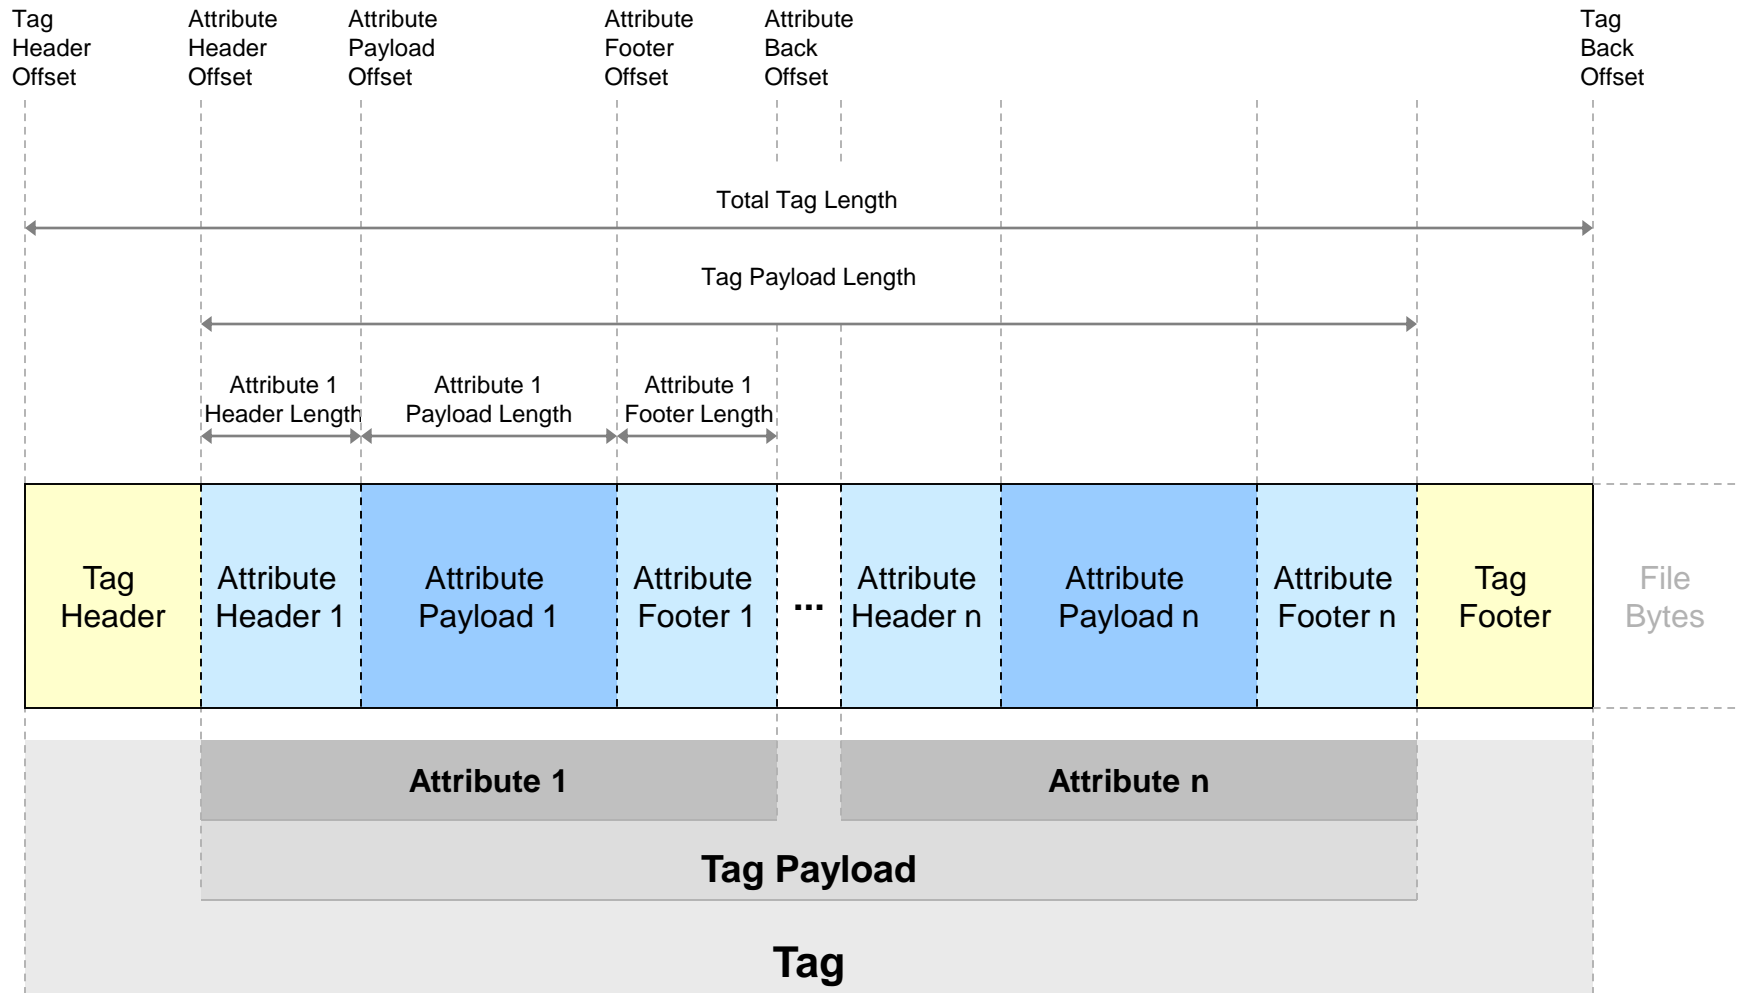 Tag
Header
Offset
Attribute
Header
Offset
Attribute
Payload
Offset
Attribute
Footer
Offset
Attribute
Back
Offset
Tag
Back
Offset
Total Tag Length
Tag Payload Length
Attribute 1
Header Length
Attribute 1
Payload Length
Attribute 1
Footer Length
Tag
Header
Attribute
Header 1
Attribute
Payload 1
Attribute
Footer 1
...
Attribute
Header n
Attribute
Payload n
Attribute
Footer n
Tag
Footer
File
Bytes
Attribute 1
Attribute n
Tag Payload
Tag